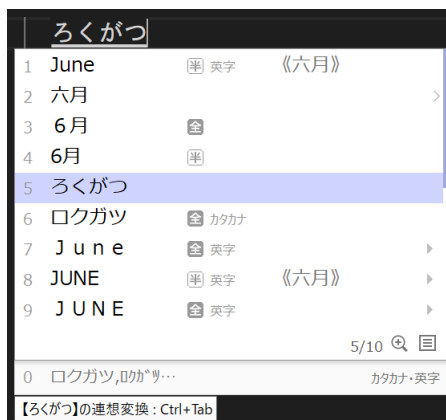 ろくがつ
1 June 半 英字 《六月》
2 六月
3 ６月 全
4 6月 半
5 ろくがつ
6 ロクガツ 全 カタカナ
7 Ｊｕｎｅ 全 英字
8 JUNE 半 英字 《六月》
9 ＪＵＮＥ 全 英字
5/10
0 ロクガツ,ﾛｸｶﾞﾂ… カタカナ・英字
【ろくがつ】の連想変換 : Ctrl+Tab